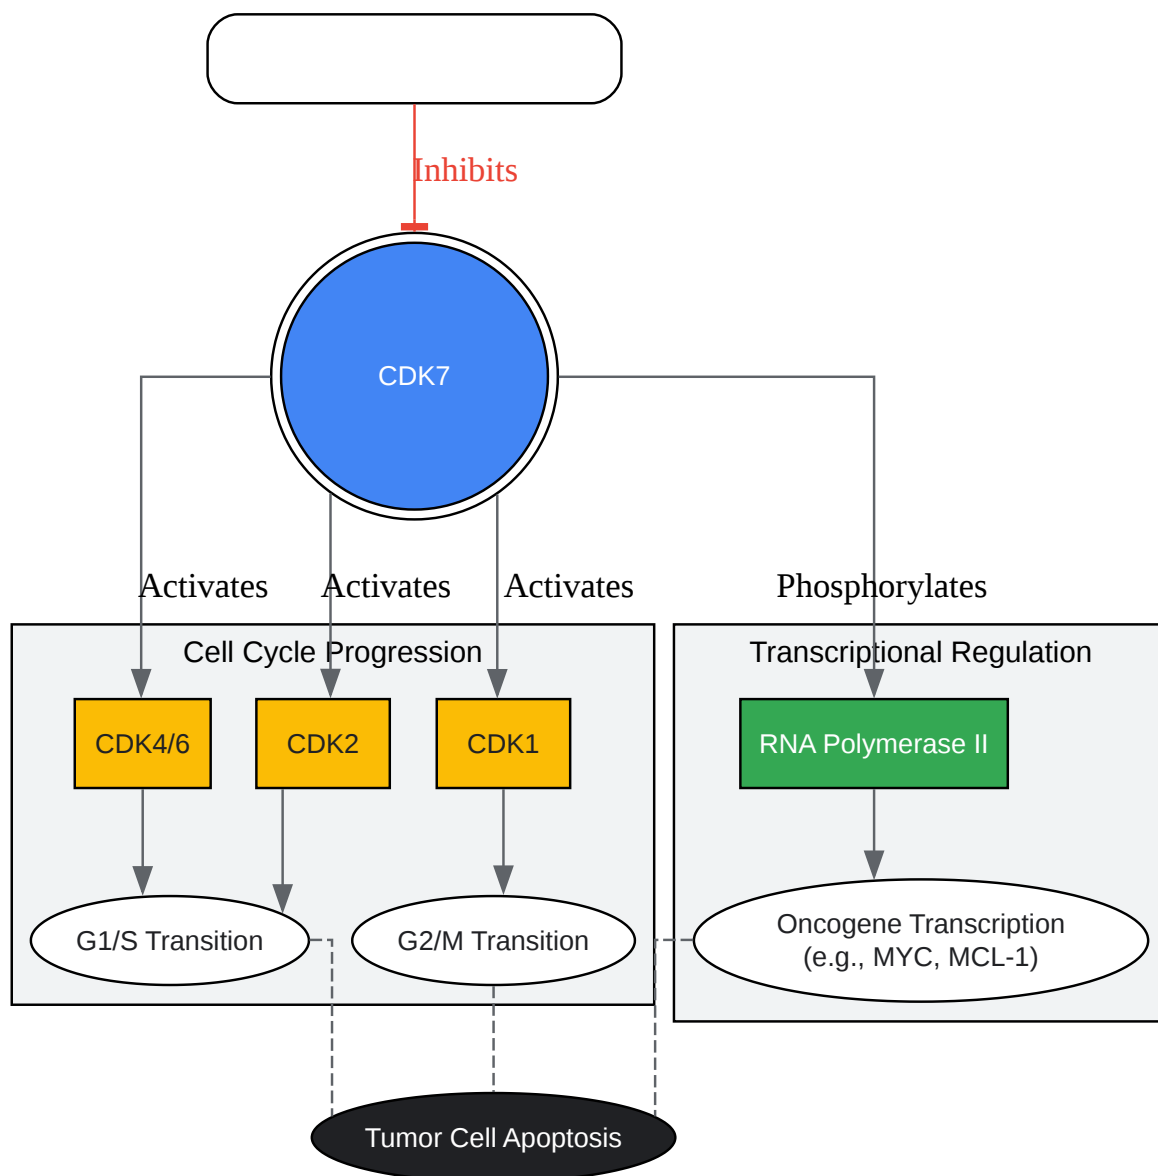 Inhibits
CDK7
Activates
Activates
Activates
Phosphorylates
Cell Cycle Progression
Transcriptional Regulation
CDK4/6
CDK2
CDK1
RNA Polymerase II
G1/S Transition
G2/M Transition
Oncogene Transcription
(e.g., MYC, MCL-1)
Tumor Cell Apoptosis